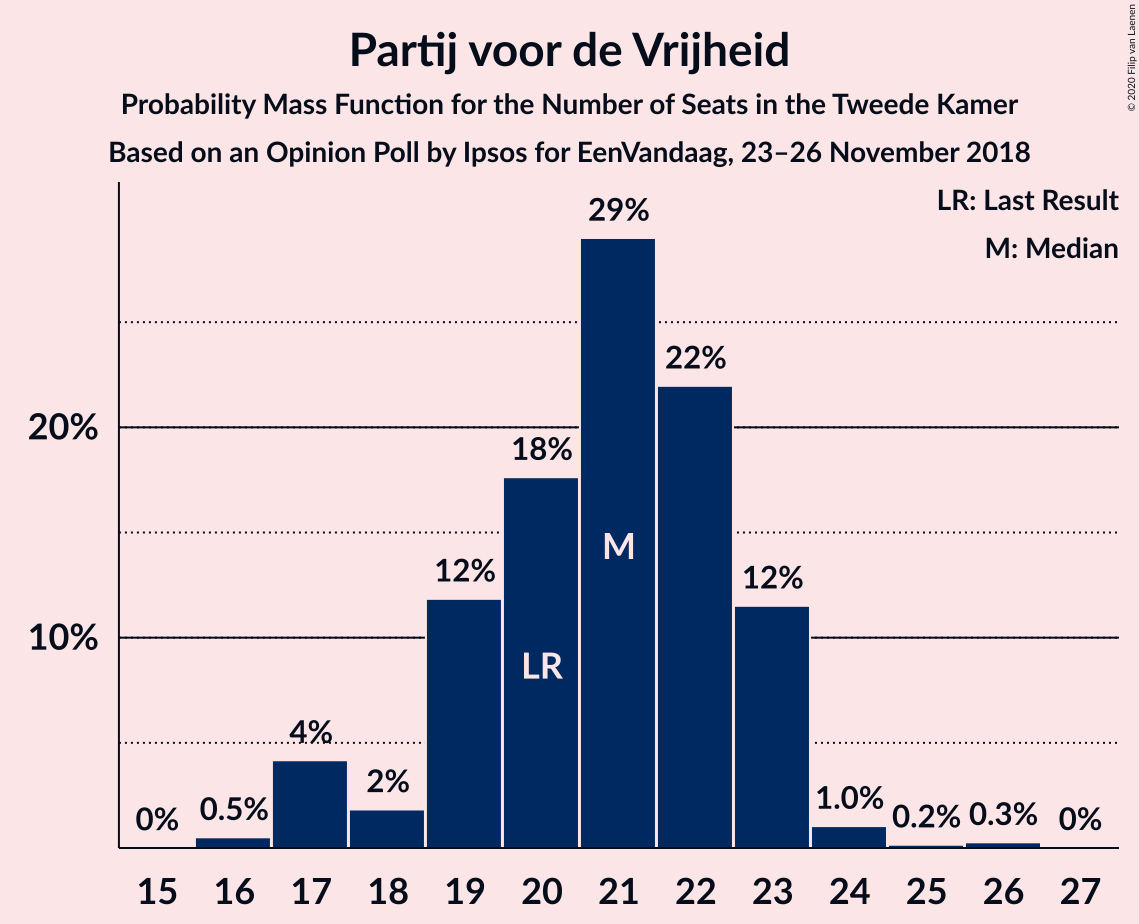 Partij voor de Vrijheid
Probability Mass Function for the Number of Seats in the Tweede Kamer
Based on an Opinion Poll by Ipsos for EenVandaag, 23–26 November 2018
© 2020 Filip van Laenen
LR: Last Result
M: Median
29%
22%
20%
18%
12%
12%
M
10%
LR
4%
2%
0%
0.5%
1.0%
0.2%
0.3%
0%
15 16 17 18 19 20 21 22 23 24 25 26 27